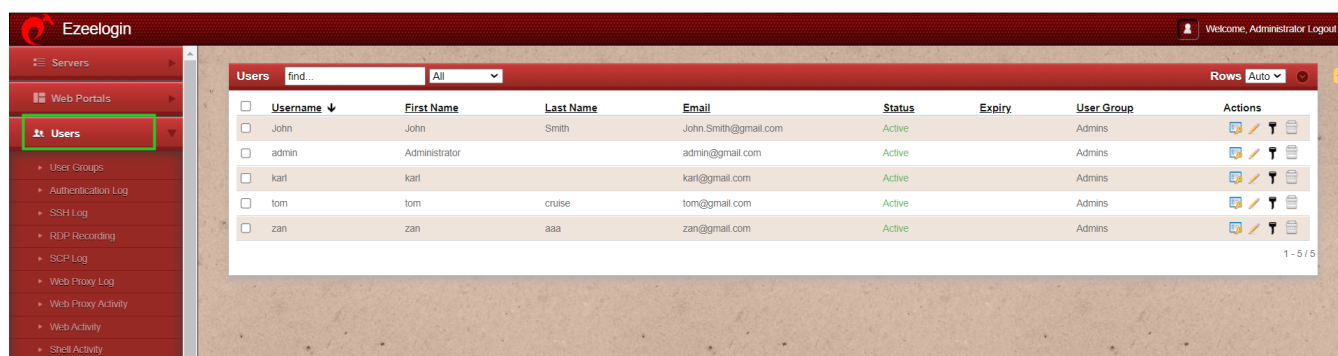 Ezeelogin
Welcome, Administrator Logout
Servers
Web Portals
Users
User Groups
Authentication Log
SSH Log
RDP Recording
SCP Log
Web Proxy Log
Web Proxy Activity
Web Activity
Shell Activity
Users find... All Rows Auto
Username First Name Last Name Email Status Expiry User Group Actions
John John Smith John.Smith@gmail.com Active Admins
admin Administrator admin@gmail.com Active Admins
karl karl karl@gmail.com Active Admins
tom tom cruise tom@gmail.com Active Admins
zan zan aaa zan@gmail.com Active Admins
1 - 5 / 5